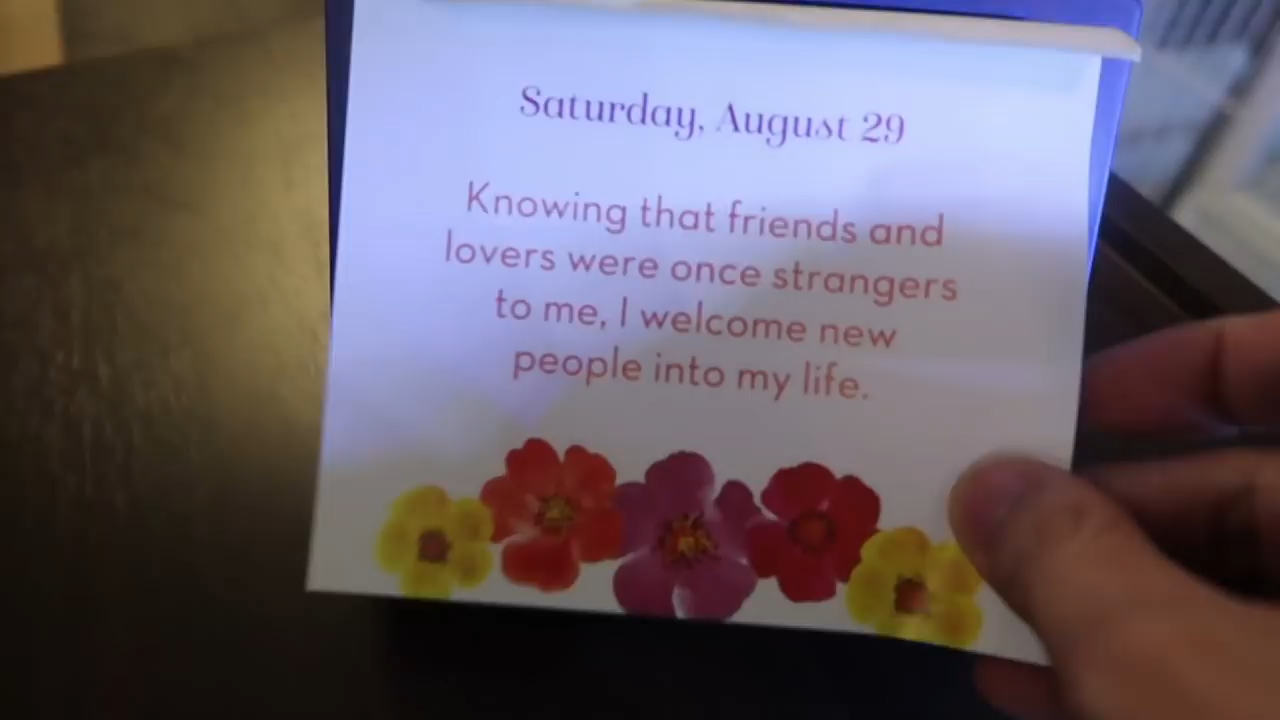 Saturday, August 29
Knowing that friends and
lovers were once strangers
to me, I welcome new
people into my life.